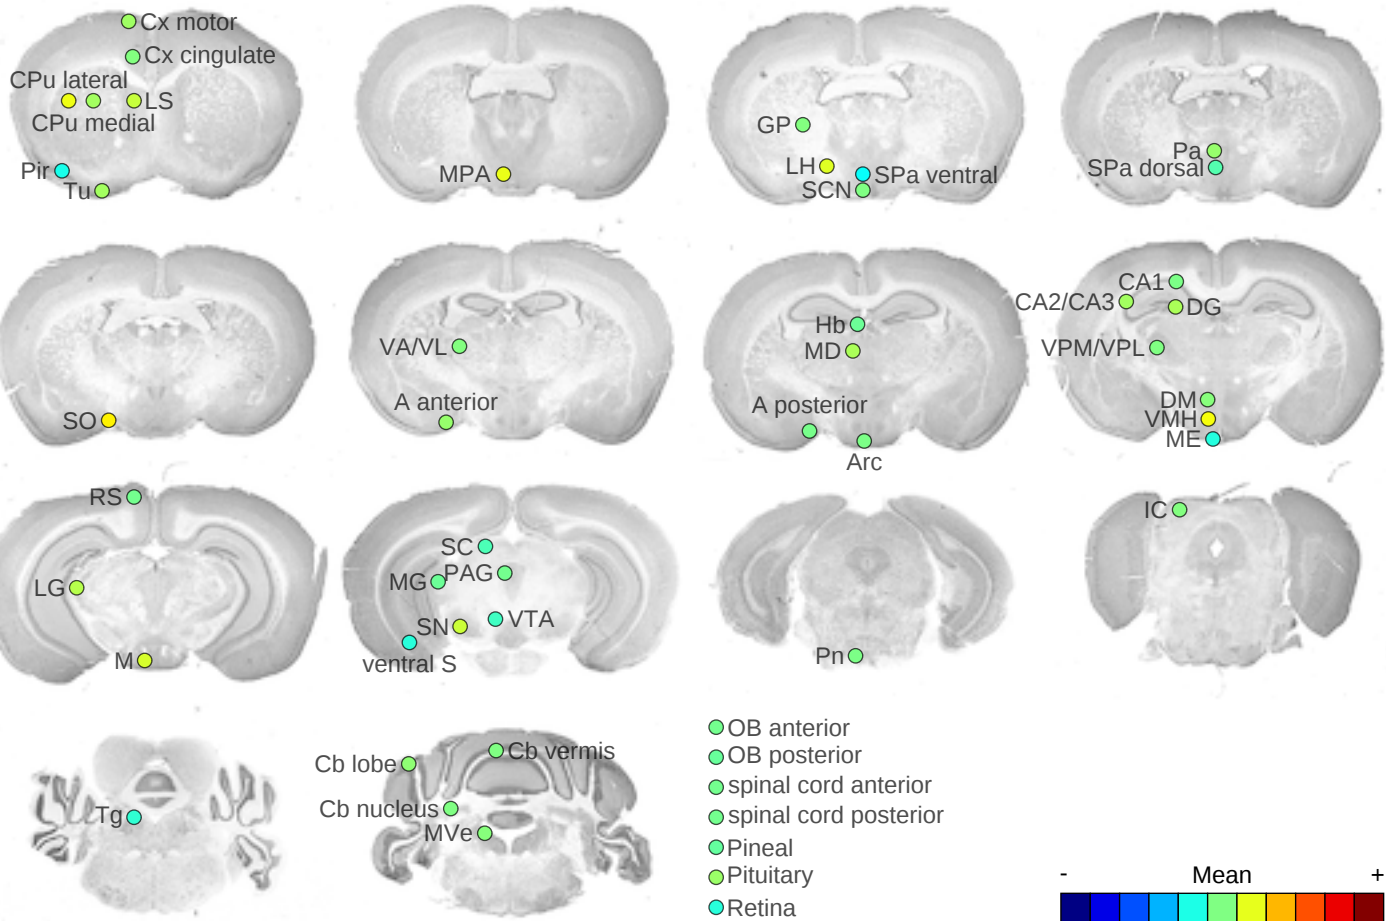 Cx motor
Cx cingulate
CPu lateral
LS
CPu medial
Pir
Tu
MPA
GP
LH
SPa ventral
SCN
Pa
SPa dorsal
SO
VA/VL
A anterior
Hb
MD
A posterior
Arc
CA1
CA2/CA3
DG
VPM/VPL
DM
VMH
ME
RS
LG
M
SC
PAG
MG
VTA
SN
ventral S
Pn
IC
Tg
Cb vermis
Cb lobe
Cb nucleus
MVe
OB anterior
OB posterior
spinal cord anterior
spinal cord posterior
Pineal
Pituitary
Retina
- Mean +